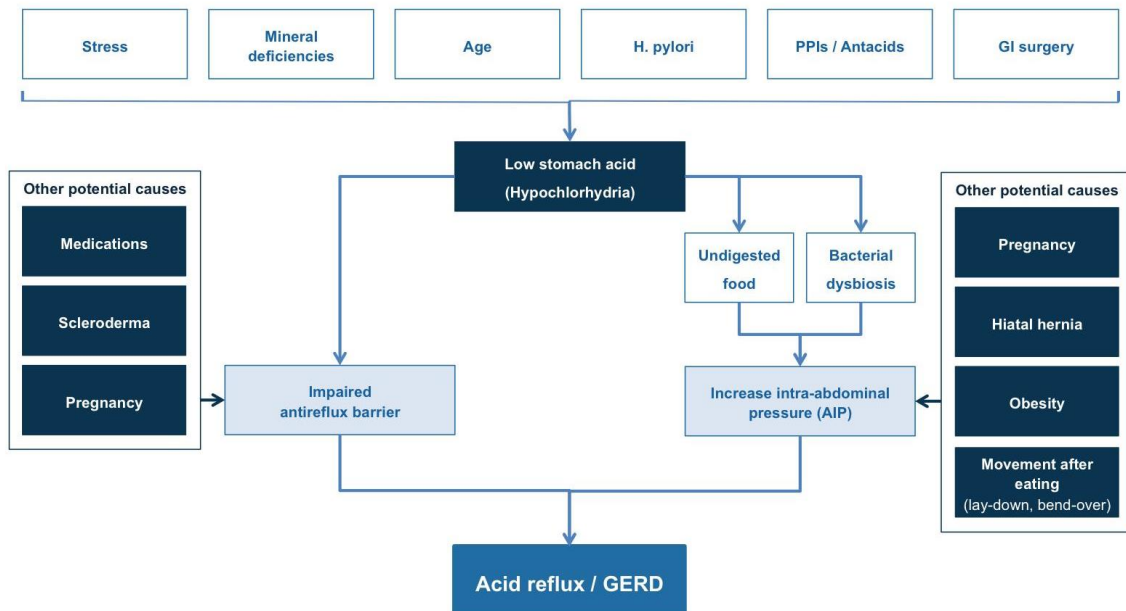 Stress
Mineral
deficiencies
Age
H. pylori
PPIs / Antacids
GI surgery
Low stomach acid
(Hypochlorhydria)
Other potential causes
Medications
Scleroderma
Pregnancy
Undigested
food
Bacterial
dysbiosis
Other potential causes
Pregnancy
Hiatal hernia
Obesity
Movement after
eating
(lay-down, bend-over)
Impaired
antireflux barrier
Increase intra-abdominal
pressure (AIP)
Acid reflux / GERD